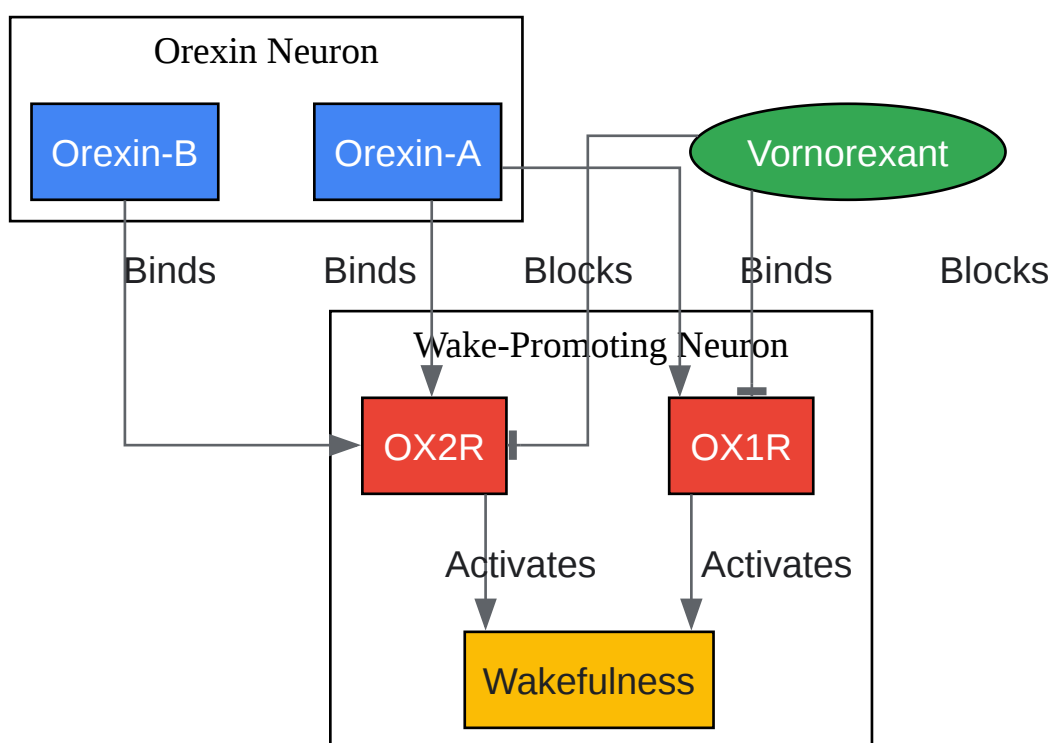 Orexin Neuron
Orexin-B
Orexin-A
Vornorexant
Binds
Binds
Blocks
Binds
Blocks
Wake-Promoting Neuron
OX2R
OX1R
Activates
Activates
Wakefulness